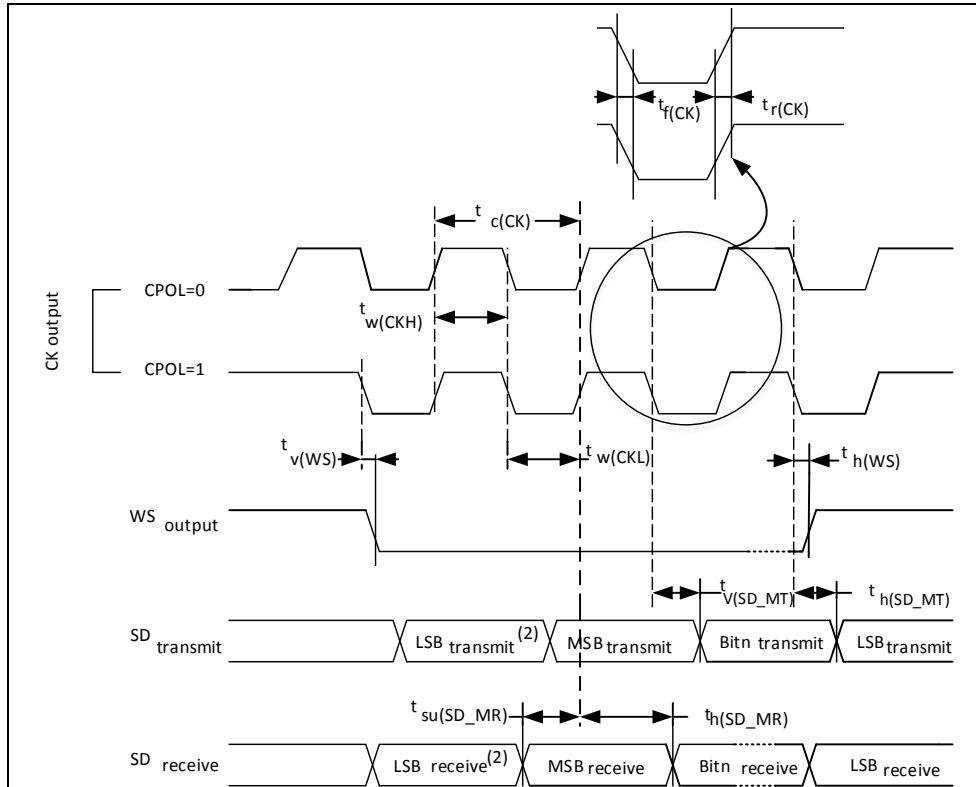 t f(CK)
t r(CK)
t c(CK)
CK output
CPOL=0
t w(CKH)
CPOL=1
t v(WS)
t w(CKL)
t h(WS)
WS output
t V(SD_MT)
t h(SD_MT)
SD transmit
LSB transmit(2)
MSB transmit
Bitn transmit
LSB transmit
t su(SD_MR)
th(SD_MR)
SD receive
LSB receive(2)
MSB receive
Bitn receive
LSB receive